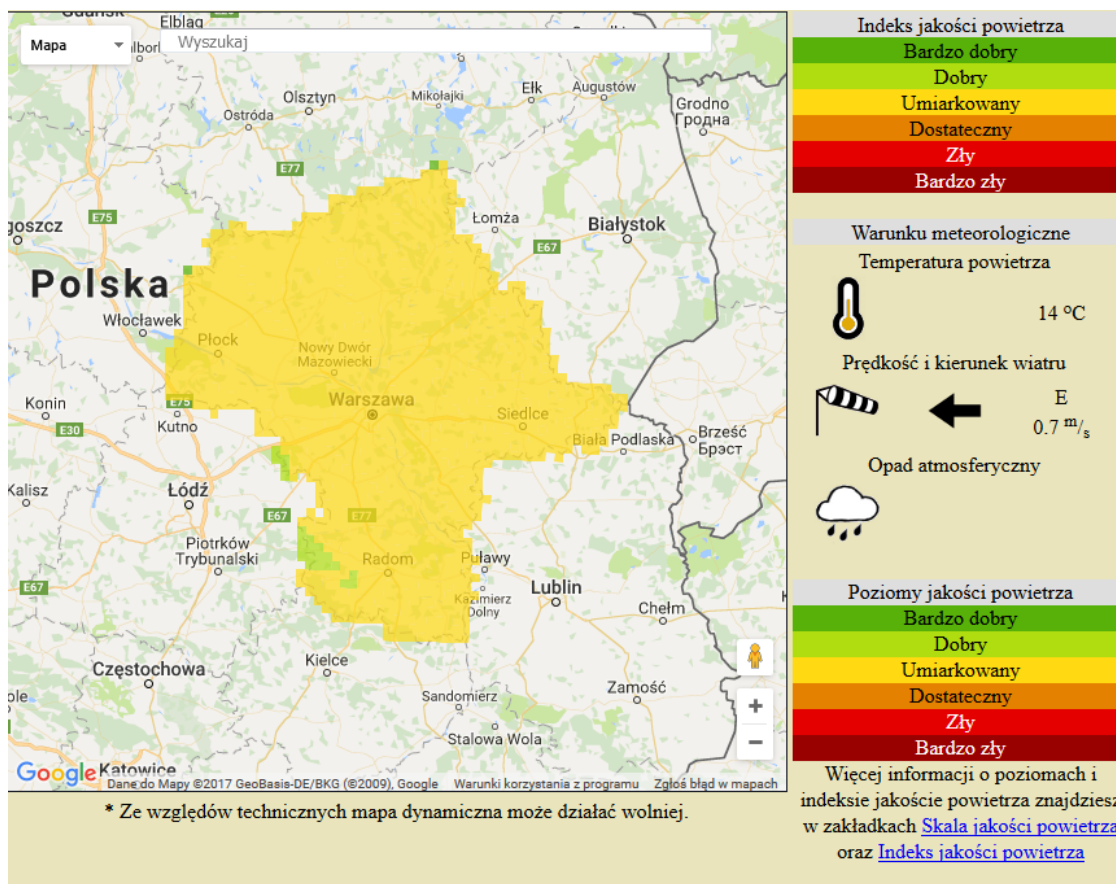 Gdańsk
Elbląg
Mapa
Wyszukaj
Olsztyn
Mikołajki
Ełk
Augustów
Ostróda
Grodno
Гродна
E77
Łomża
Białystok
E75
goszcz
E67
Polska
Włocławek
Płock
Nowy Dwór
Mazowiecki
Warszawa
Siedlce
Konin
E75
Kutno
E30
Biała Podlaska
Brześć
Брэст
Kalisz
Łódź
E67
E77
Piotrków
Trybunalski
Radom
Puławy
E67
Kazimierz
Dolny
Lublin
Chełm
Częstochowa
Kielce
ole
Zamość
Sandomierz
Stalowa Wola
Google
Katowice
Dane do Mapy ©2017 GeoBasis-DE/BKG (©2009), Google
Warunki korzystania z programu
Zgłoś błąd w mapach
* Ze względów technicznych mapa dynamiczna może działać wolniej.
Indeks jakości powietrza
Bardzo dobry
Dobry
Umiarkowany
Dostateczny
Zły
Bardzo zły
Warunku meteorologiczne
Temperatura powietrza
14 °C
Prędkość i kierunek wiatru
E
0.7 m/s
Opad atmosferyczny
Poziomy jakości powietrza
Bardzo dobry
Dobry
Umiarkowany
Dostateczny
Zły
Bardzo zły
Więcej informacji o poziomach i
indeksie jakoście powietrza znajdziesz
w zakładkach Skala jakości powietrza
oraz Indeks jakości powietrza